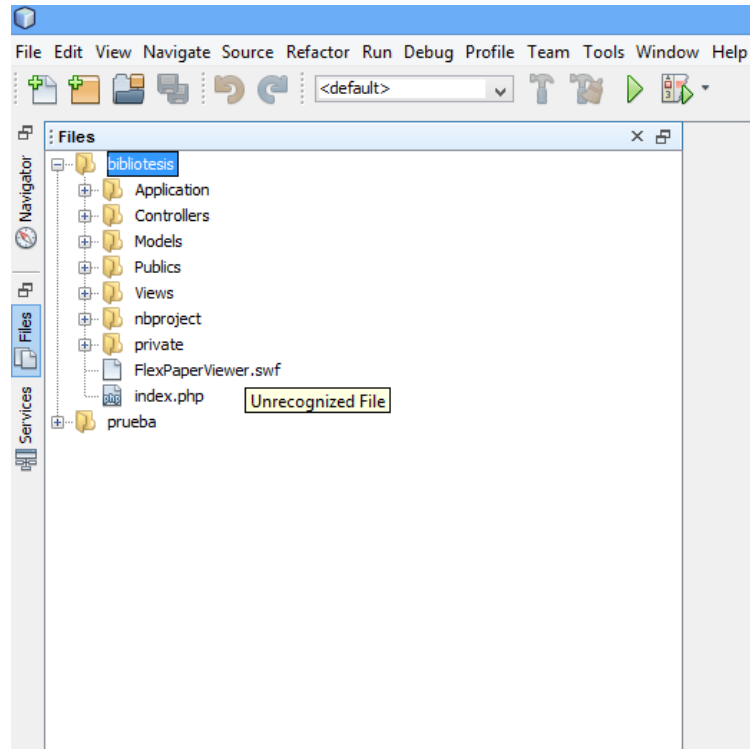 File Edit View Navigate Source Refactor Run Debug Profile Team Tools Window Help
<default>
Files
Navigator
Files
Services
bibliotesis
Application
Controllers
Models
Publics
Views
nbproject
private
FlexPaperViewer.swf
php index.php
Unrecognized File
prueba